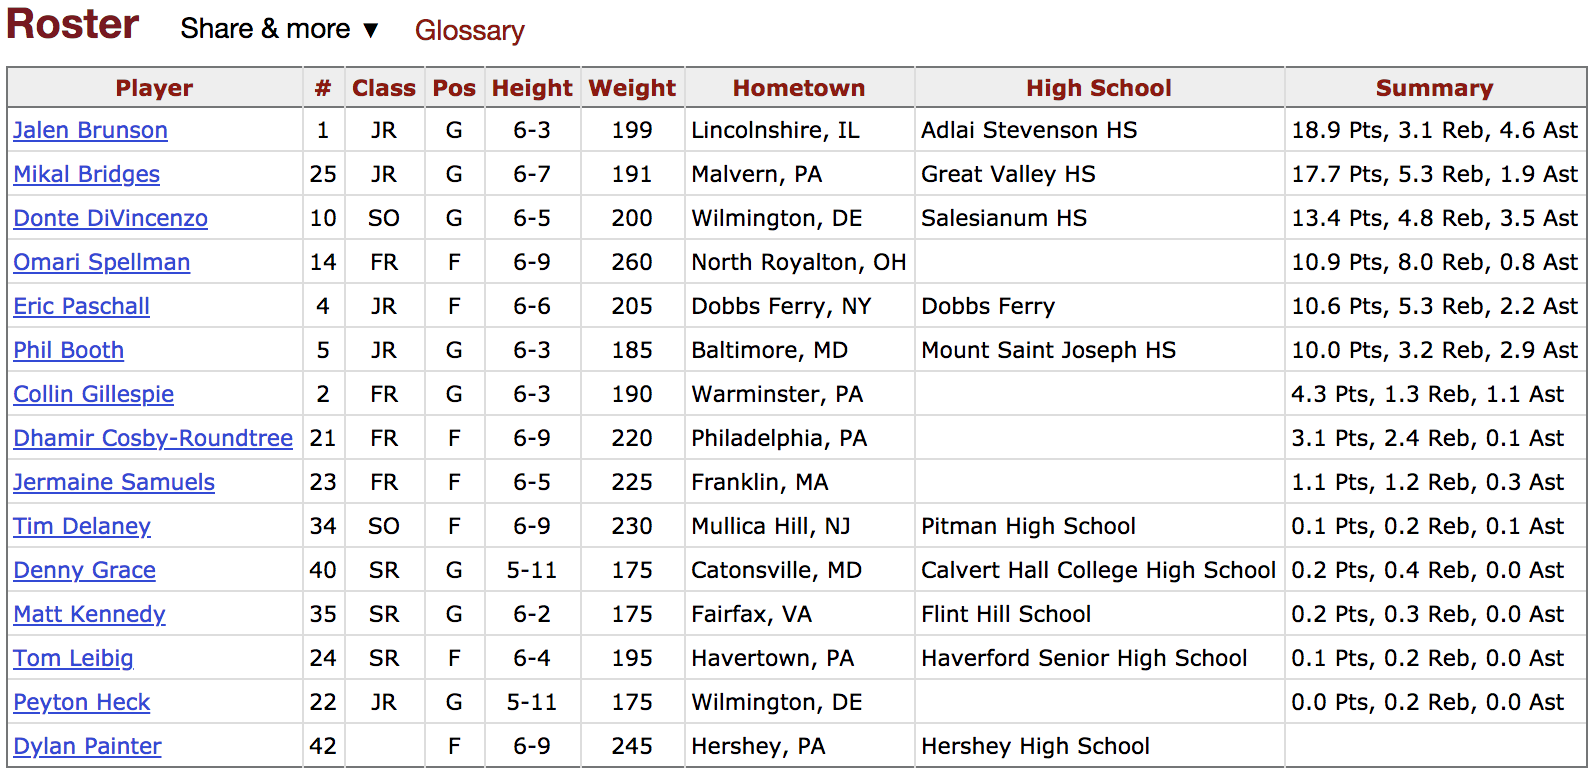 Roster Share & more ▼ Glossary
Player # Class Pos Height Weight Hometown High School Summary
Jalen Brunson 1 JR G 6-3 199 Lincolnshire, IL Adlai Stevenson HS 18.9 Pts, 3.1 Reb, 4.6 Ast
Mikal Bridges 25 JR G 6-7 191 Malvern, PA Great Valley HS 17.7 Pts, 5.3 Reb, 1.9 Ast
Donte DiVincenzo 10 SO G 6-5 200 Wilmington, DE Salesianum HS 13.4 Pts, 4.8 Reb, 3.5 Ast
Omari Spellman 14 FR F 6-9 260 North Royalton, OH 10.9 Pts, 8.0 Reb, 0.8 Ast
Eric Paschall 4 JR F 6-6 205 Dobbs Ferry, NY Dobbs Ferry 10.6 Pts, 5.3 Reb, 2.2 Ast
Phil Booth 5 JR G 6-3 185 Baltimore, MD Mount Saint Joseph HS 10.0 Pts, 3.2 Reb, 2.9 Ast
Collin Gillespie 2 FR G 6-3 190 Warminster, PA 4.3 Pts, 1.3 Reb, 1.1 Ast
Dhamir Cosby-Roundtree 21 FR F 6-9 220 Philadelphia, PA 3.1 Pts, 2.4 Reb, 0.1 Ast
Jermaine Samuels 23 FR F 6-5 225 Franklin, MA 1.1 Pts, 1.2 Reb, 0.3 Ast
Tim Delaney 34 SO F 6-9 230 Mullica Hill, NJ Pitman High School 0.1 Pts, 0.2 Reb, 0.1 Ast
Denny Grace 40 SR G 5-11 175 Catonsville, MD Calvert Hall College High School 0.2 Pts, 0.4 Reb, 0.0 Ast
Matt Kennedy 35 SR G 6-2 175 Fairfax, VA Flint Hill School 0.2 Pts, 0.3 Reb, 0.0 Ast
Tom Leibig 24 SR F 6-4 195 Havertown, PA Haverford Senior High School 0.1 Pts, 0.2 Reb, 0.0 Ast
Peyton Heck 22 JR G 5-11 175 Wilmington, DE 0.0 Pts, 0.2 Reb, 0.0 Ast
Dylan Painter 42 F 6-9 245 Hershey, PA Hershey High School